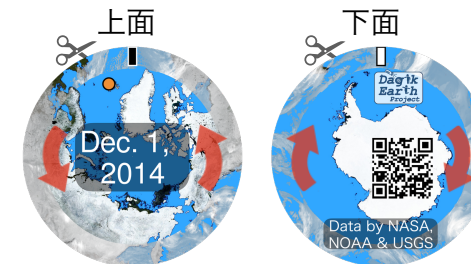 上面
下面
Dec. 1,
2014
Dagik
Earth
Project
Data by NASA,
NOAA & USGS